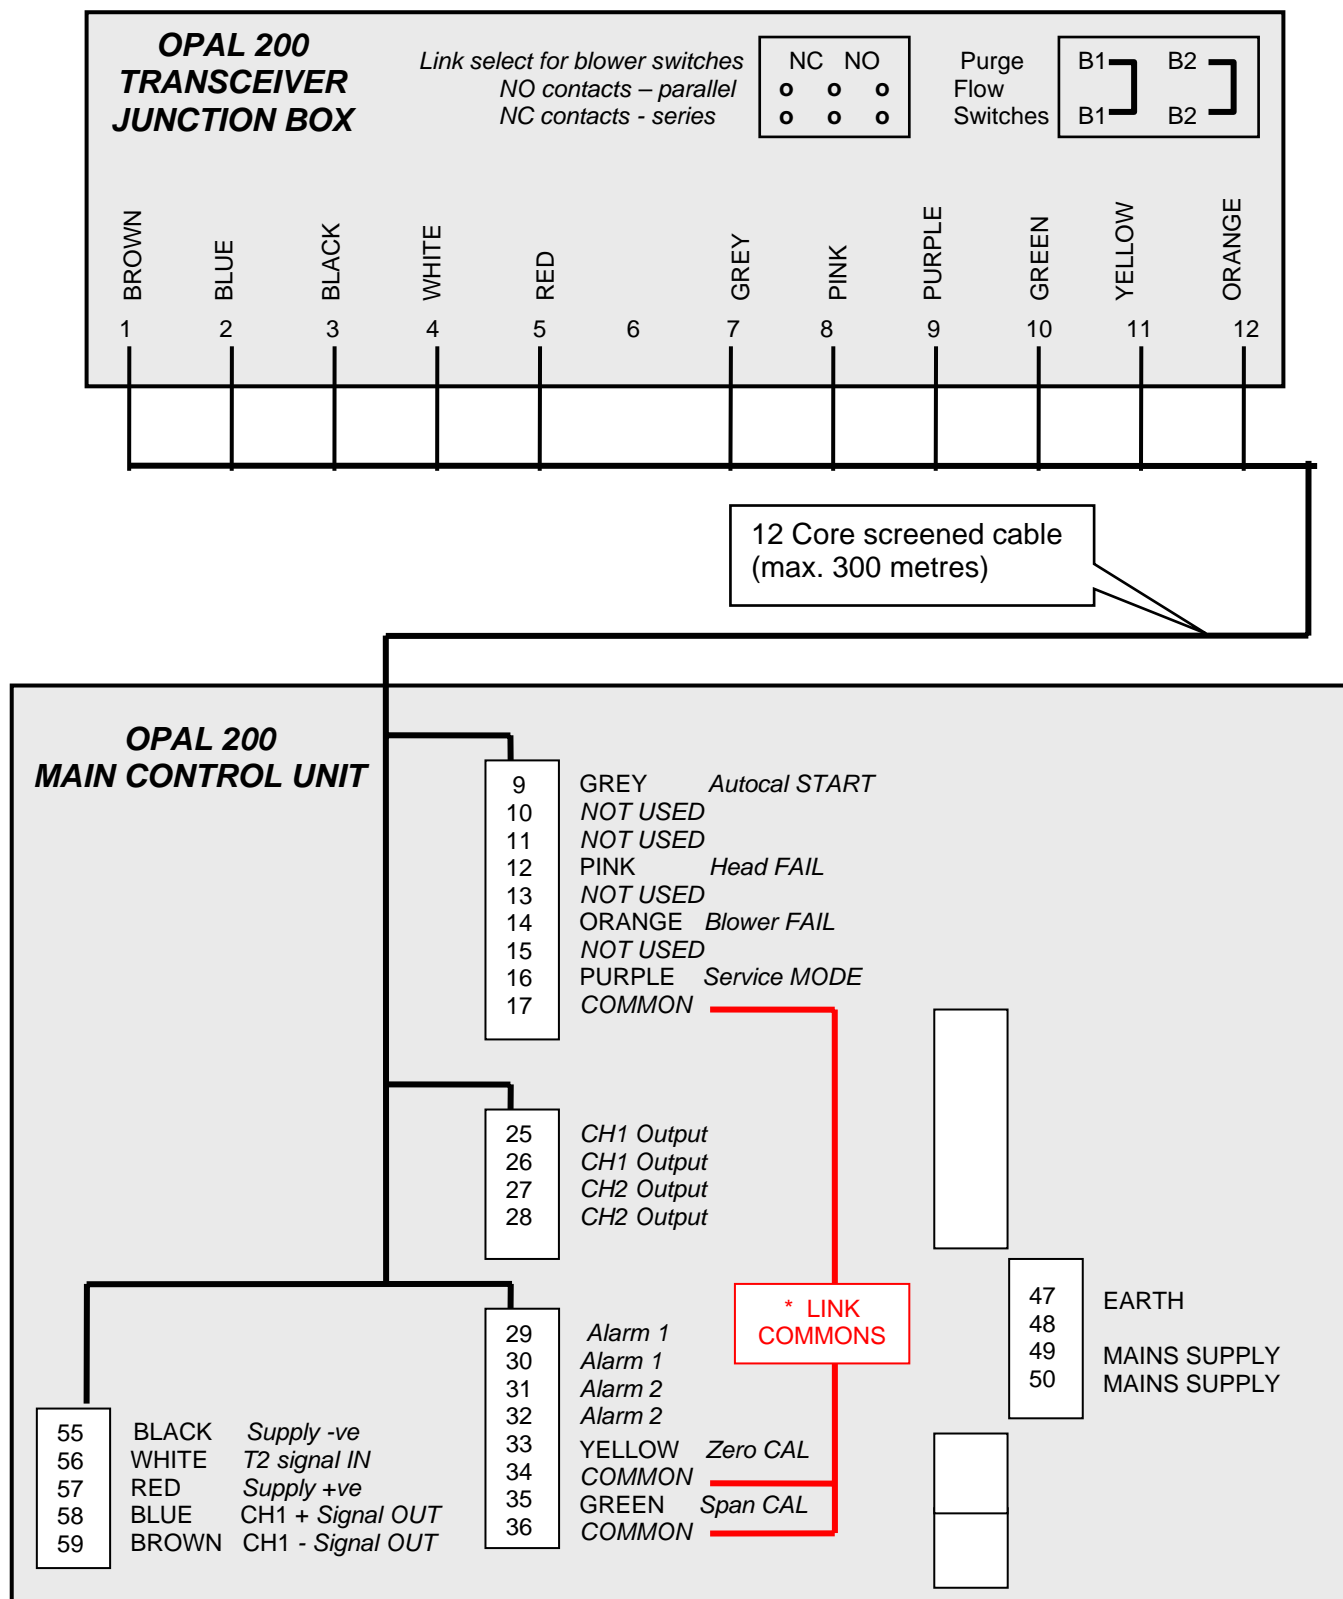 OPAL 200
TRANSCEIVER
JUNCTION BOX
Link select for blower switches
NO contacts – parallel
NC contacts - series
NC NO
o o o
o o o
Purge
Flow
Switches
B1 B2
B1 B2
BROWN
BLUE
BLACK
WHITE
RED
GREY
PINK
PURPLE
GREEN
YELLOW
ORANGE
1 2 3 4 5 6 7 8 9 10 11 12
12 Core screened cable
(max. 300 metres)
OPAL 200
MAIN CONTROL UNIT
9 GREY Autocal START
10 NOT USED
11 NOT USED
12 PINK Head FAIL
13 NOT USED
14 ORANGE Blower FAIL
15 NOT USED
16 PURPLE Service MODE
17 COMMON
25 CH1 Output
26 CH1 Output
27 CH2 Output
28 CH2 Output
* LINK
COMMONS
29 Alarm 1
30 Alarm 1
31 Alarm 2
32 Alarm 2
33 YELLOW Zero CAL
34 COMMON
35 GREEN Span CAL
36 COMMON
47 EARTH
48
49 MAINS SUPPLY
50 MAINS SUPPLY
55 BLACK Supply -ve
56 WHITE T2 signal IN
57 RED Supply +ve
58 BLUE CH1 + Signal OUT
59 BROWN CH1 - Signal OUT